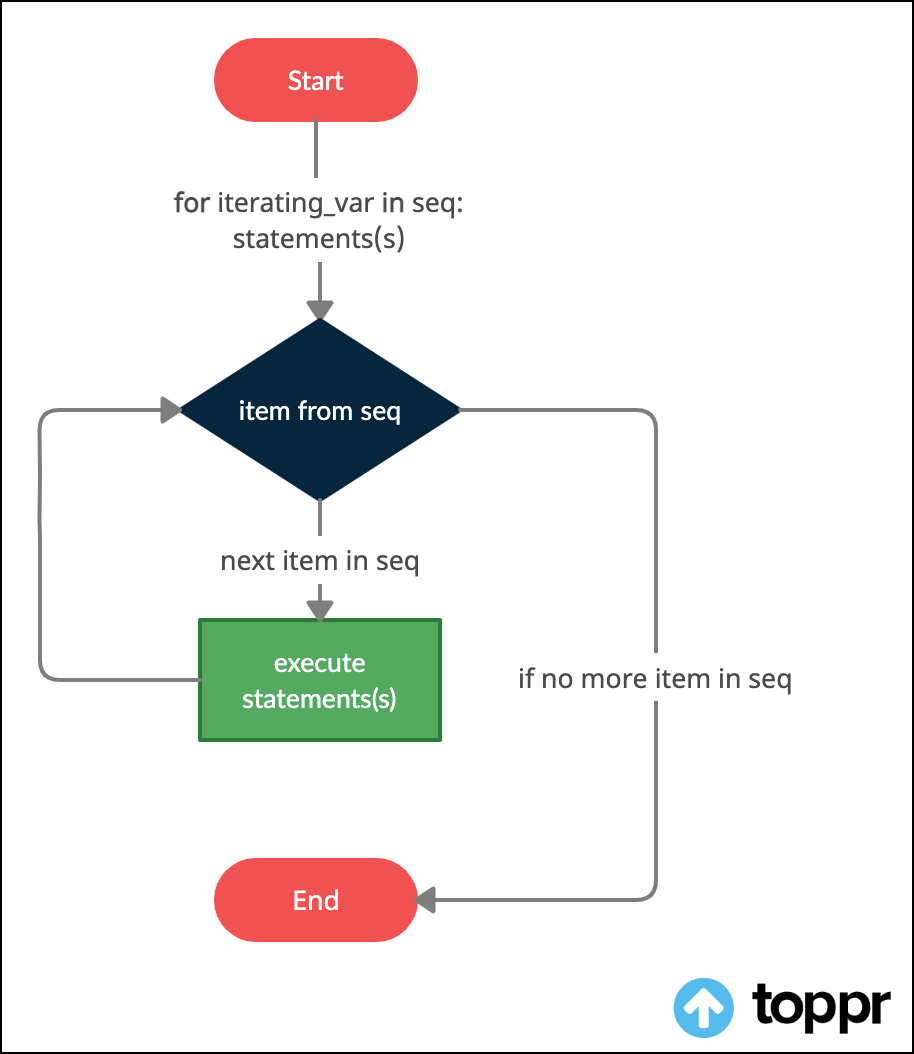 Start
for iterating_var in seq:
statements(s)
item from seq
next item in seq
execute
statements(s)
if no more item in seq
End
toppr